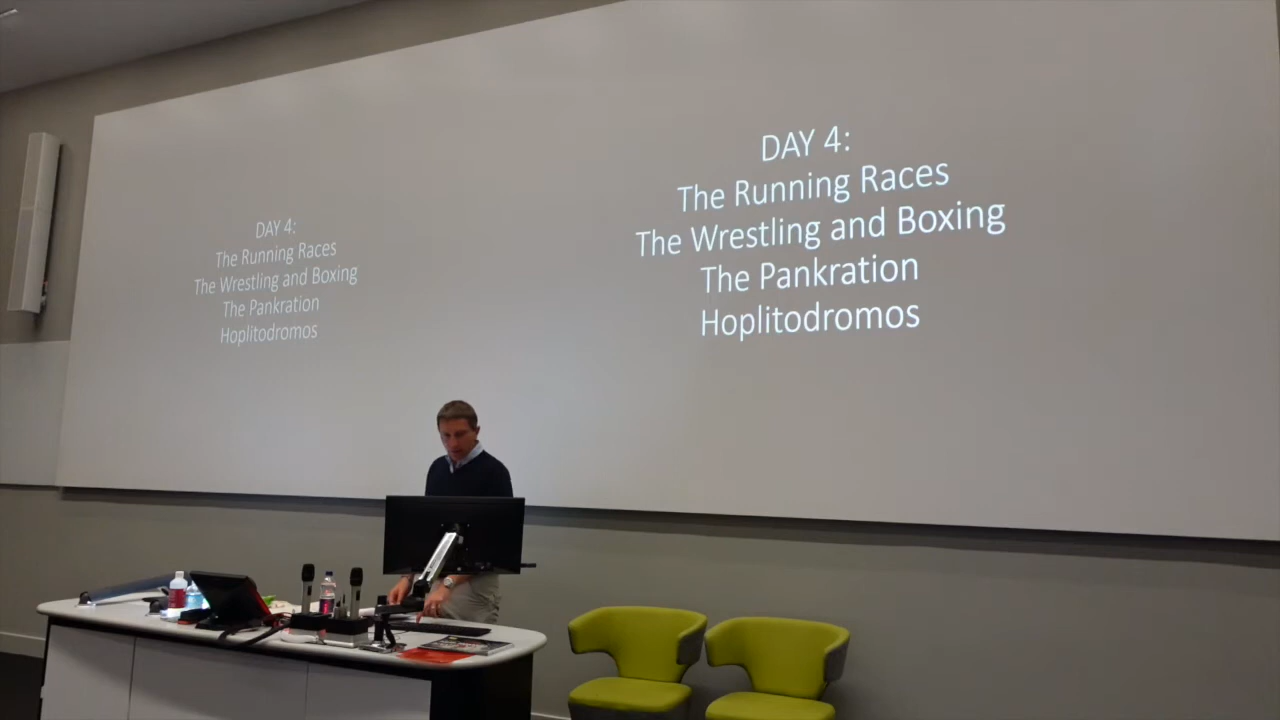 DAY 4:
The Running Races
The Wrestling and Boxing
The Pankration
Hoplitodromos
DAY 4:
The Running Races
The Wrestling and Boxing
The Pankration
Hoplitodromos